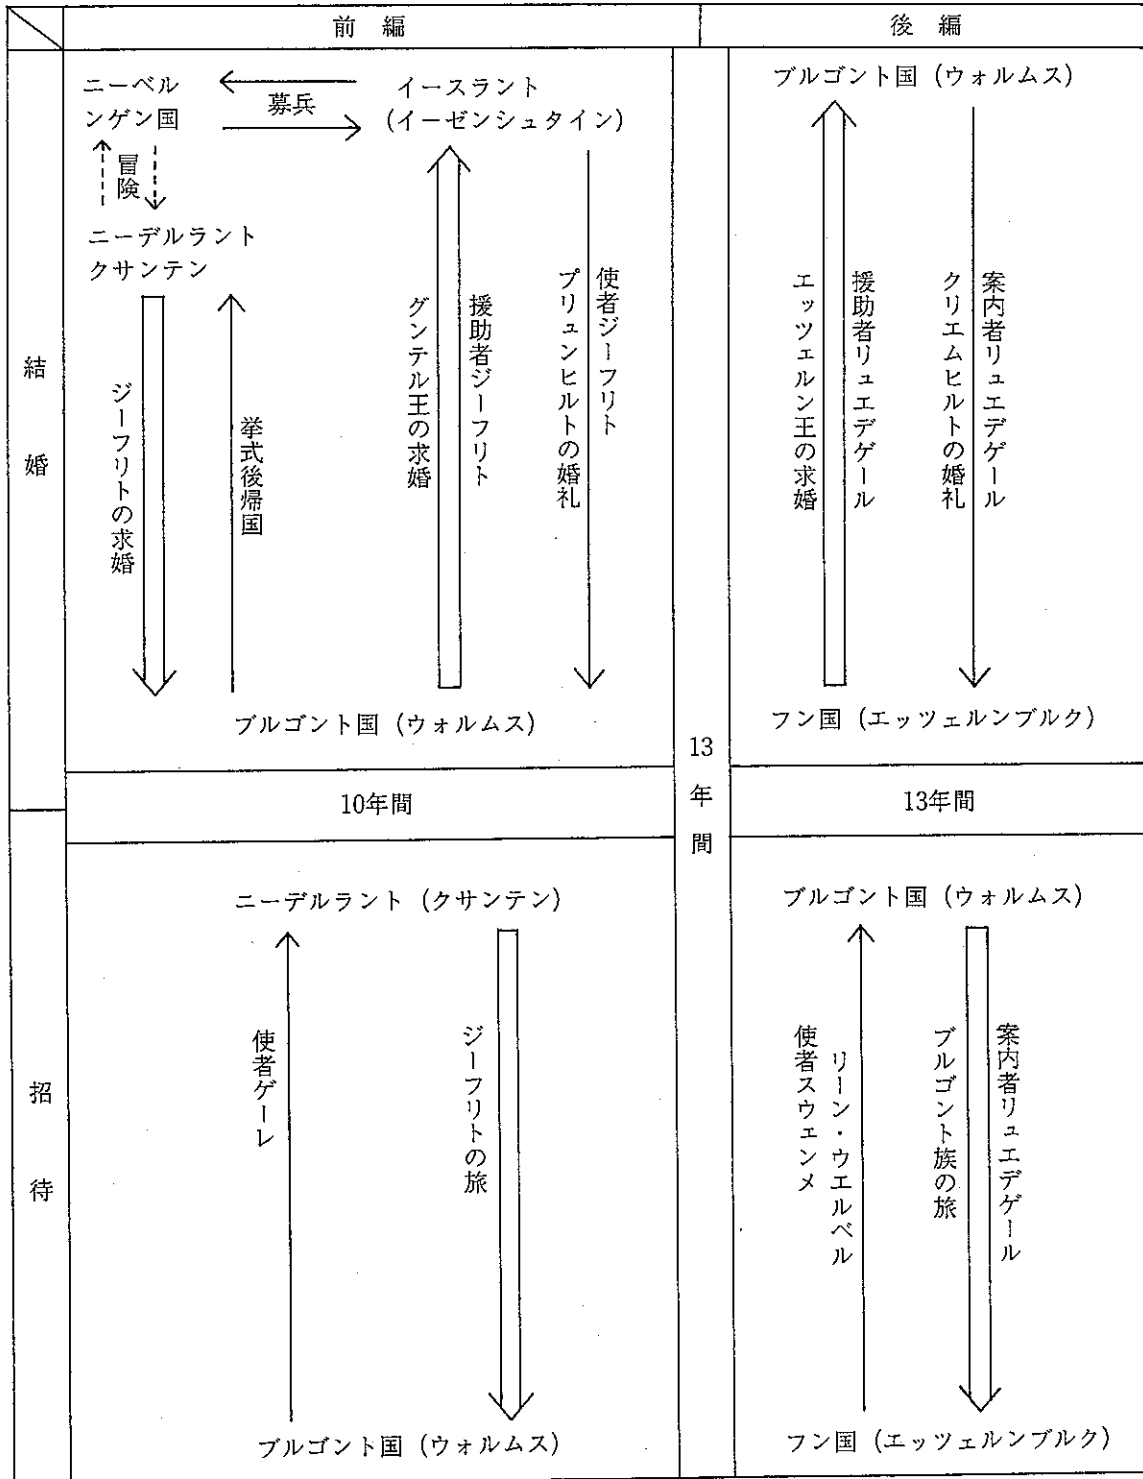 前編
後編
結婚
ニーベル
ンゲン国
募兵
イースラント
(イーゼンシュタイン)
冒険
ニーデルラント
クサンテン
ジーフリトの求婚
挙式後帰国
援助者ジーフリト
グンテル王の求婚
使者ジーフリト
プリュンヒルトの婚礼
ブルゴント国 (ウォルムス)
13年間
ブルゴント国 (ウォルムス)
援助者リュエデゲール
エッツェルン王の求婚
案内者リュエデゲール
クリエムヒルトの婚礼
フン国 (エッツェルンブルク)
10年間
13年間
招待
ニーデルラント (クサンテン)
使者ゲーレ
ジーフリトの旅
ブルゴント国 (ウォルムス)
ブルゴント国 (ウォルムス)
リーン・ウエルベル
使者スウェンメ
案内者リュエデゲール
ブルゴント族の旅
フン国 (エッツェルンブルク)